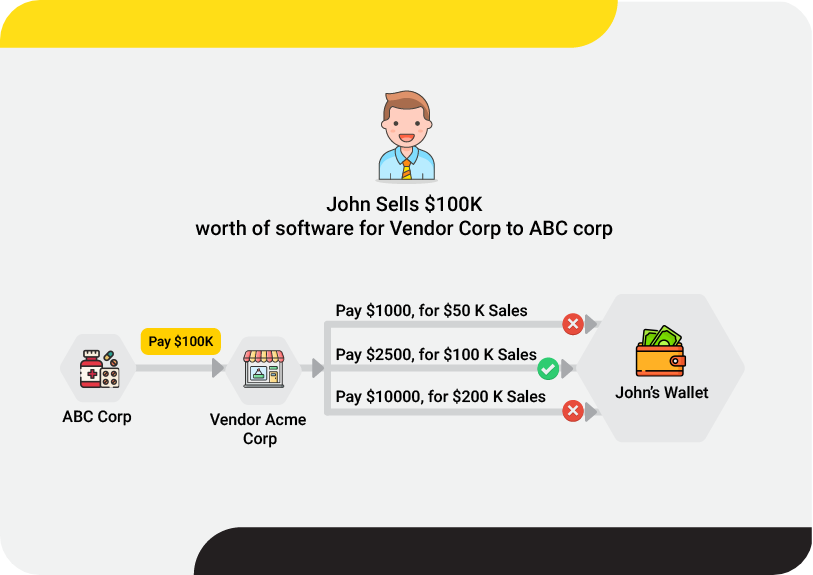 John Sells $100K
worth of software for Vendor Corp to ABC corp
Pay $1000, for $50 K Sales
Pay $100K
Pay $2500, for $100 K Sales
Pay $10000, for $200 K Sales
John's Wallet
ABC Corp
Vendor Acme
Corp